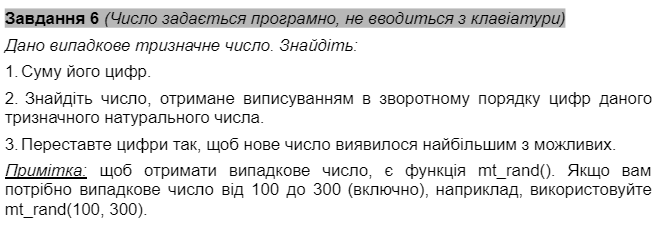 Завдання 6 (Число задається програмно, не вводиться з клавіатури)
Дано випадкове тризначне число. Знайдіть:
1. Суму його цифр.
2. Знайдіть число, отримане виписуванням в зворотному порядку цифр даного
тризначного натурального числа.
3. Переставте цифри так, щоб нове число виявилося найбільшим з можливих.
Примітка: щоб отримати випадкове число, є функція mt_rand(). Якщо вам
потрібно випадкове число від 100 до 300 (включно), наприклад, використовуйте
mt_rand(100, 300).